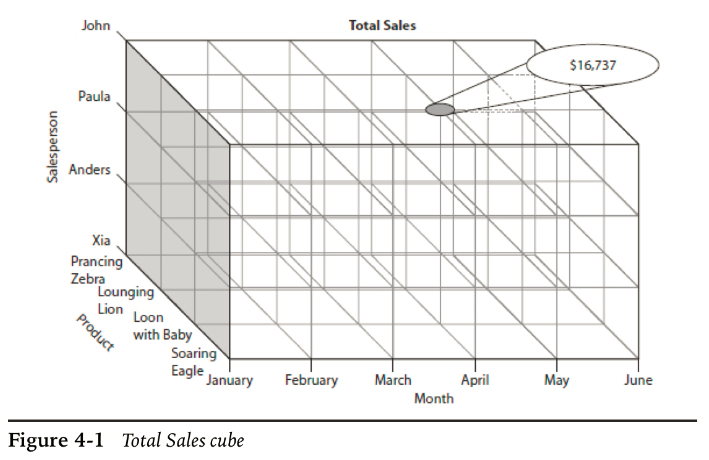 John
Total Sales
$16,737
Paula
Salesperson
Anders
Xia
Prancing
Zebra
Lounging
Lion
Loon
with Baby
Soaring
Eagle
Product
January
February
March
April
May
June
Month
Figure 4-1 Total Sales cube